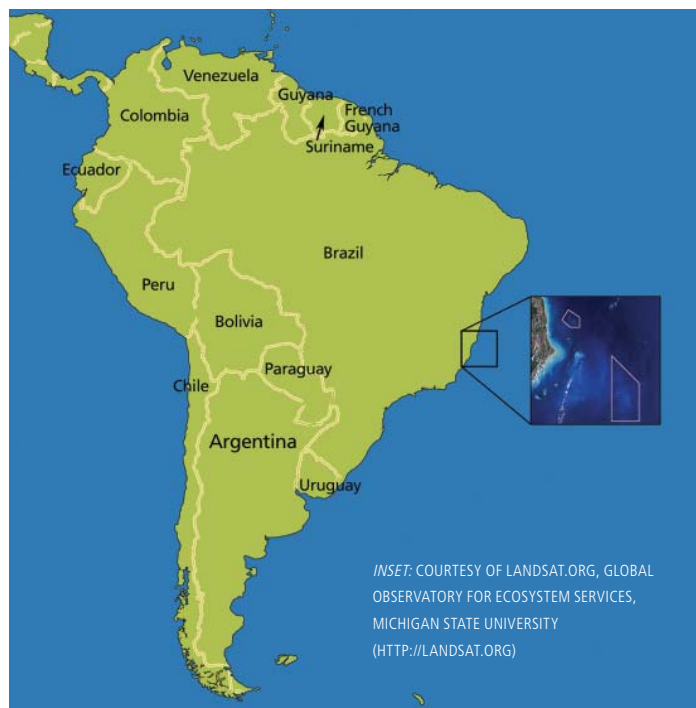 Venezuela
Guyana
Colombia
French
Guyana
Suriname
Ecuador
Brazil
Peru
Bolivia
Paraguay
Chile
Argentina
Uruguay
INSET: COURTESY OF LANDSAT.ORG, GLOBAL
OBSERVATORY FOR ECOSYSTEM SERVICES,
MICHIGAN STATE UNIVERSITY
(HTTP://LANDSAT.ORG)